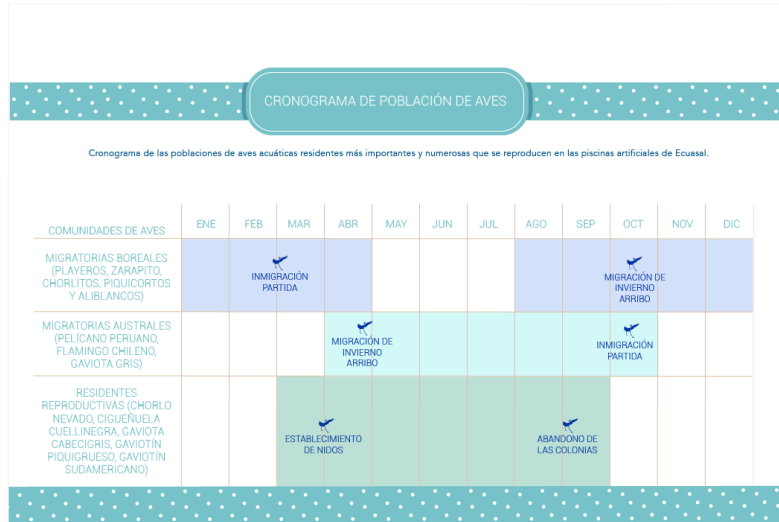 CRONOGRAMA DE POBLACIÓN DE AVES
Cronograma de las poblaciones de aves acuáticas residentes más importantes y numerosas que se reproducen en las piscinas artificiales de Ecuasal.
COMUNIDADES DE AVES
ENE
FEB
MAR
ABR
MAY
JUN
JUL
AGO
SEP
OCT
NOV
DIC
MIGRATORIAS BOREALES
(PLAYEROS, ZARAPITO,
CHORLITOS, PIQUICORTOS
Y ALIBLANCOS)
INMIGRACIÓN
PARTIDA
MIGRACIÓN DE
INVIERNO
ARRIBO
MIGRATORIAS AUSTRALES
(PELÍCANO PERUANO,
FLAMINGO CHILENO,
GAVIOTA GRIS)
MIGRACIÓN DE
INVIERNO
ARRIBO
INMIGRACIÓN
PARTIDA
RESIDENTES
REPRODUCTIVAS (CHORLO
NEVADO, CIGUEÑUELA
CUELLINEGRA, GAVIOTA
CABECIGRIS, GAVIOTÍN
PIQUIGRUESO, GAVIOTÍN
SUDAMERICANO)
ESTABLECIMIENTO
DE NIDOS
ABANDONO DE
LAS COLONIAS